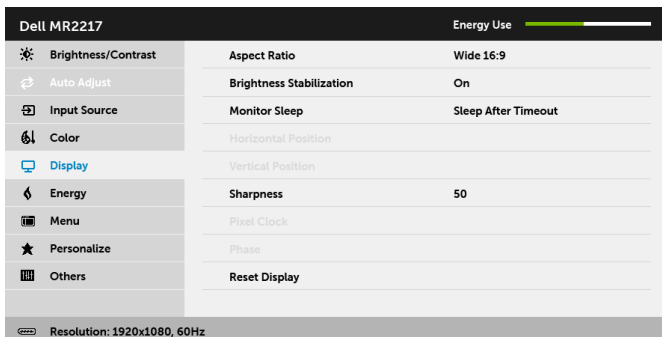 Dell MR2217 Energy Use
Brightness/Contrast Aspect Ratio Wide 16:9
Auto Adjust Brightness Stabilization On
Input Source Monitor Sleep Sleep After Timeout
Color Horizontal Position
Display Vertical Position
Energy Sharpness 50
Menu Pixel Clock
Personalize Phase
Others Reset Display
Resolution: 1920x1080, 60Hz